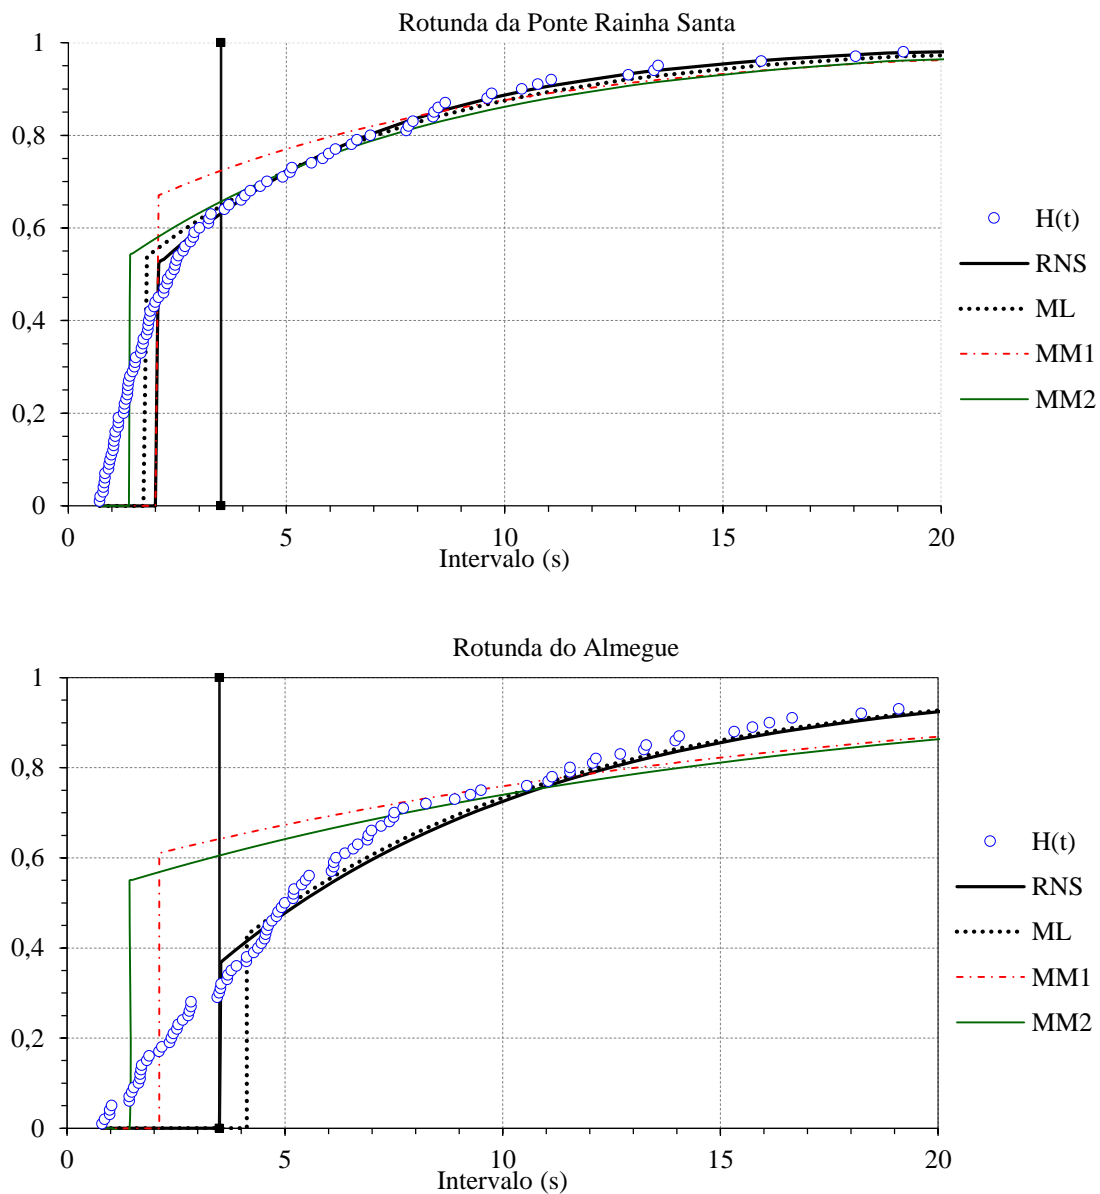 Rotunda da Ponte Rainha Santa
1
0,8
0,6
0,4
0,2
0
0 5 10 15 20
Intervalo (s)
H(t)
RNS
ML
MM1
MM2
Rotunda do Almegue
1
0,8
0,6
0,4
0,2
0
0 5 10 15 20
Intervalo (s)
H(t)
RNS
ML
MM1
MM2